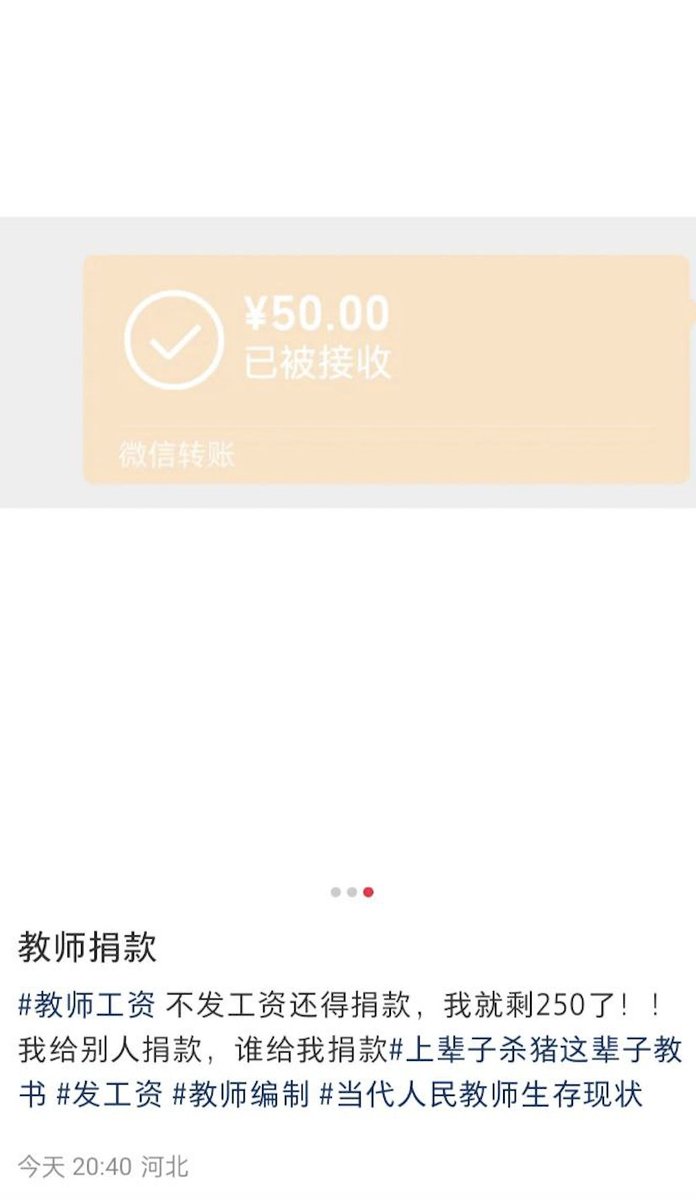 ¥50.00
已被接收
微信转账
教师捐款
#教师工资 不发工资还得捐款，我就剩250了！！
我给别人捐款，谁给我捐款#上辈子杀猪这辈子教
书 #发工资 #教师编制 #当代人民教师生存现状
今天 20:40 河北